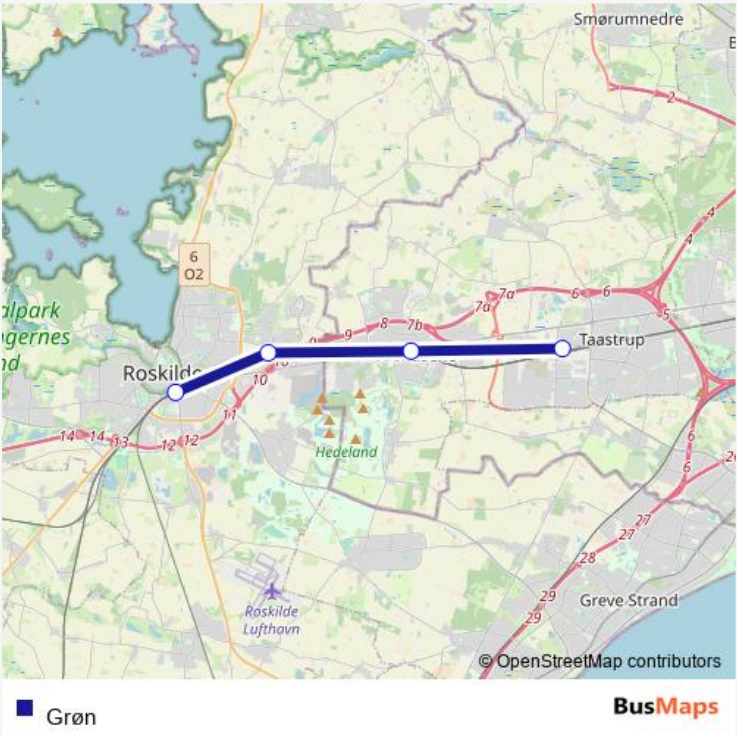 Smørumnedre
2
4
4
6
O2
alpark
ngernes
nd
7a
7a
6
6
5
8
7b
9
Taastrup
Roskilde
10
11
14
14
13
12
12
6
6
Hedeland
27
27
28
29
29
Greve Strand
Roskilde
Lufthavn
© OpenStreetMap contributors
Grøn
BusMaps